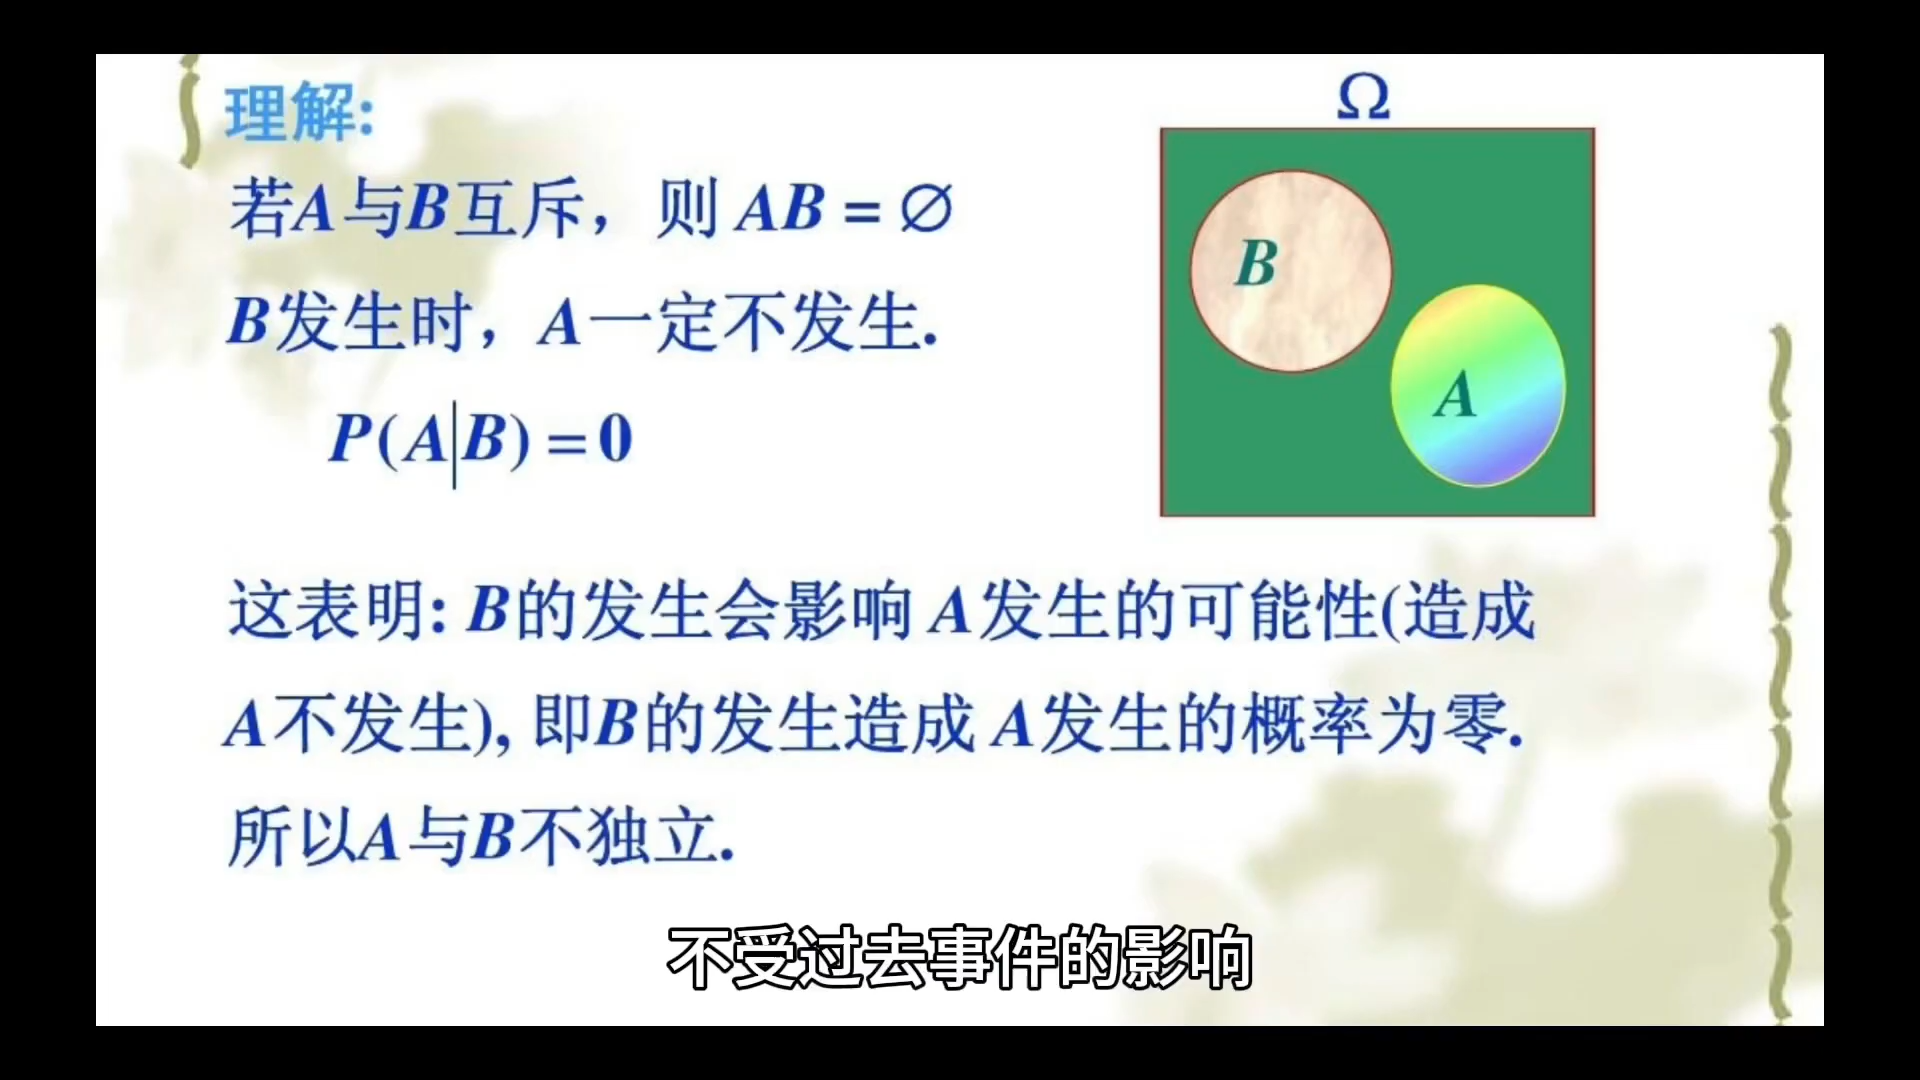 理解:
若A与B互斥，则 AB = ∅
B发生时，A一定不发生.
P(A|B) = 0
Ω
B
A
这表明: B的发生会影响 A发生的可能性(造成
A不发生), 即B的发生造成 A发生的概率为零.
所以A与B不独立.
不受过去事件的影响